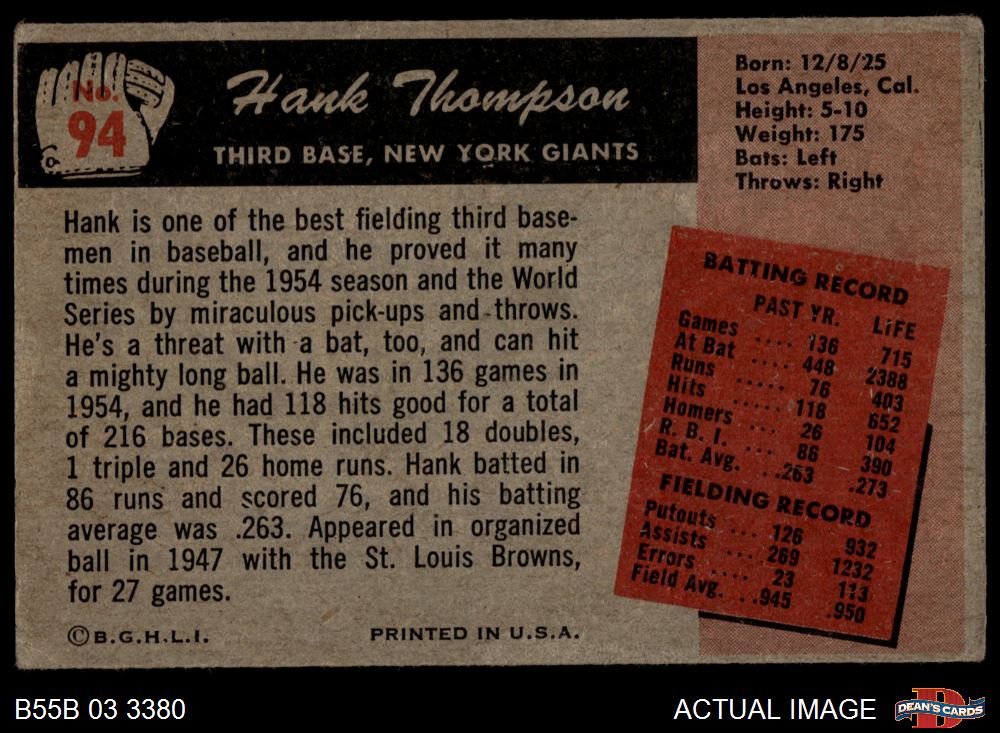 No.
94
Hank Thompson
THIRD BASE, NEW YORK GIANTS
Born: 12/8/25
Los Angeles, Cal.
Height: 5-10
Weight: 175
Bats: Left
Throws: Right
Hank is one of the best fielding third base-
men in baseball, and he proved it many
times during the 1954 season and the World
Series by miraculous pick-ups and throws.
He's a threat with a bat, too, and can hit
a mighty long ball. He was in 136 games in
1954, and he had 118 hits good for a total
of 216 bases. These included 18 doubles,
1 triple and 26 home runs. Hank batted in
86 runs and scored 76, and his batting
average was .263. Appeared in organized
ball in 1947 with the St. Louis Browns,
for 27 games.
©B.G.H.L.I.
PRINTED IN U.S.A.
BATTING RECORD
PAST YR. LIFE
Games .... 136 715
At Bat .... 448 2388
Runs ..... 76 403
Hits ..... 118 652
Homers ... 26 104
R. B. I. ... 86 390
Bat. Avg. ..263 .273
FIELDING RECORD
Putouts ... 126 932
Assists ... 269 1232
Errors .... 23 113
Field Avg. ..945 .950
B55B 03 3380
ACTUAL IMAGE
DEAN'S CARDS